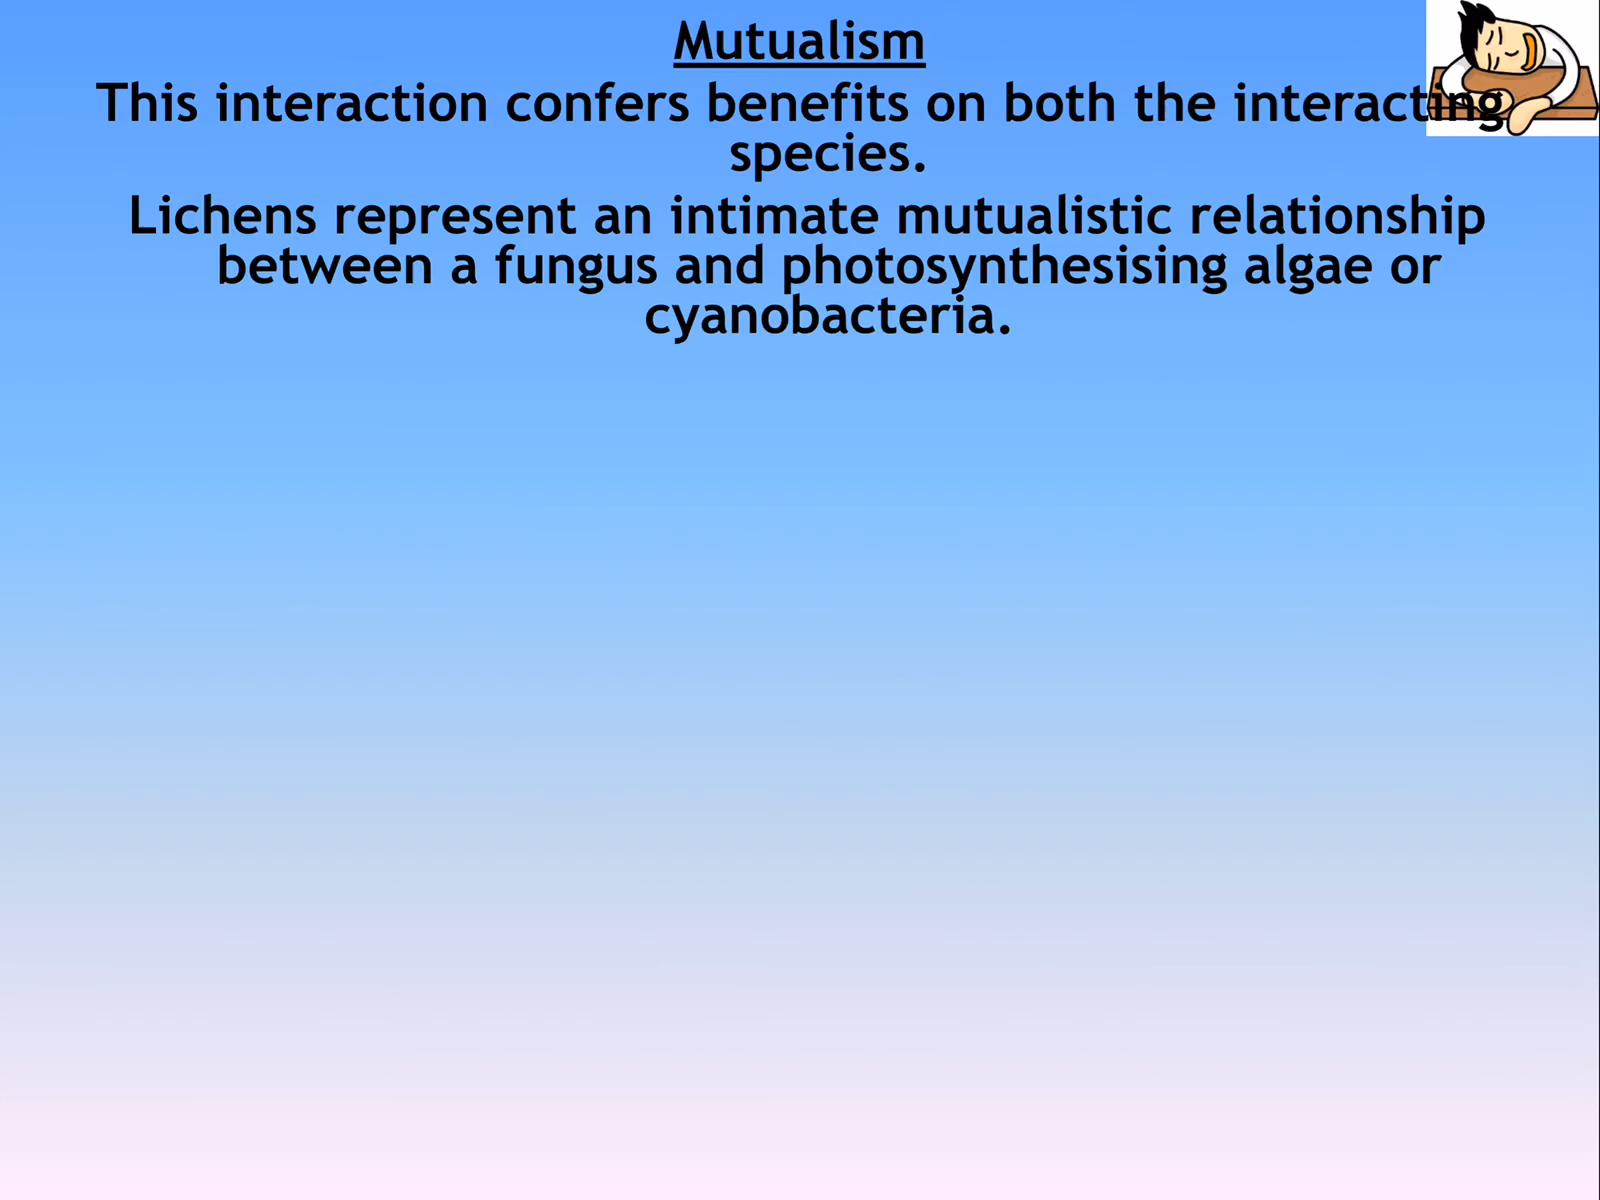 Mutualism
This interaction confers benefits on both the interacting
species.
Lichens represent an intimate mutualistic relationship
between a fungus and photosynthesising algae or
cyanobacteria.